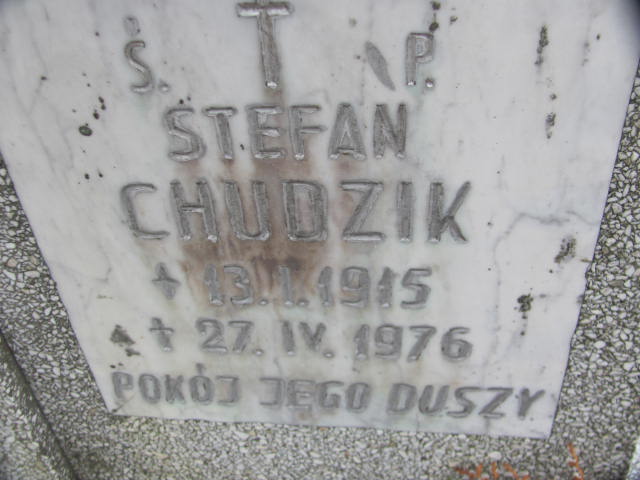 Ś. P.
STEFAN
CHUDZIK
13.1.1915
27. IV. 1976
POKÓJ JEGO DUSZY